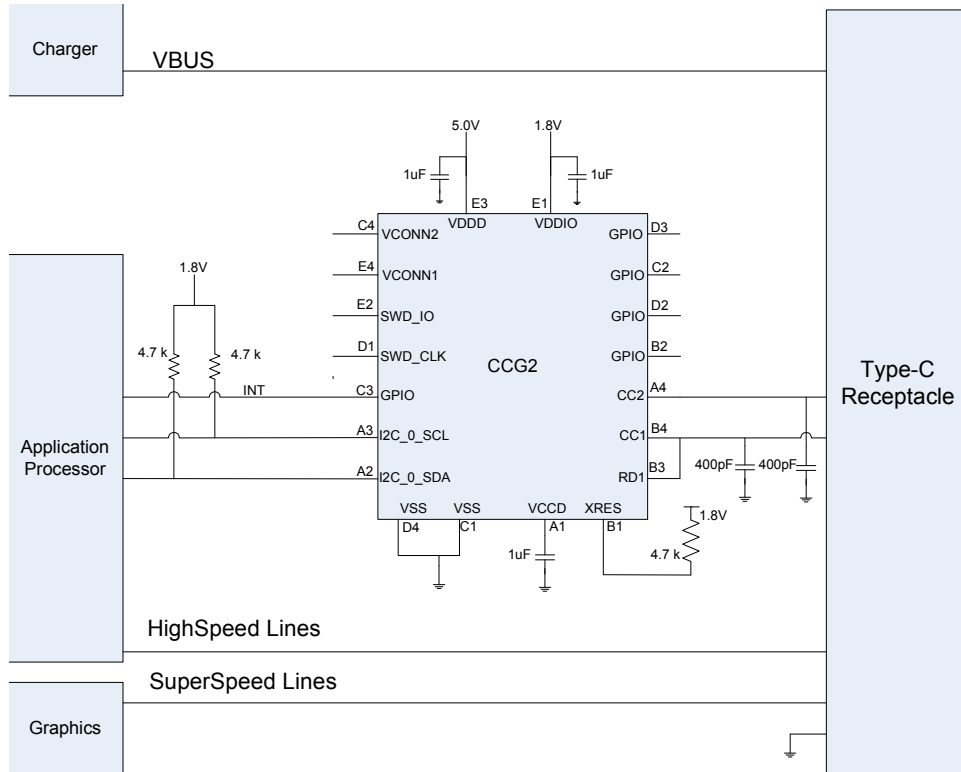 Charger
VBUS
5.0V
1.8V
1uF
1uF
E3
E1
VDDD
VDDIO
C4
VCONN2
GPIO
D3
E4
VCONN1
GPIO
C2
1.8V
E2
SWD_IO
GPIO
D2
4.7 k
4.7 k
D1
SWD_CLK
GPIO
B2
CCG2
Type-C
Receptacle
INT
C3
GPIO
CC2
A4
Application
Processor
A3
I2C_0_SCL
CC1
B4
A2
I2C_0_SDA
RD1
B3
400pF
400pF
VSS
VSS
VCCD
XRES
D4
C1
A1
B1
1.8V
1uF
4.7 k
HighSpeed Lines
SuperSpeed Lines
Graphics